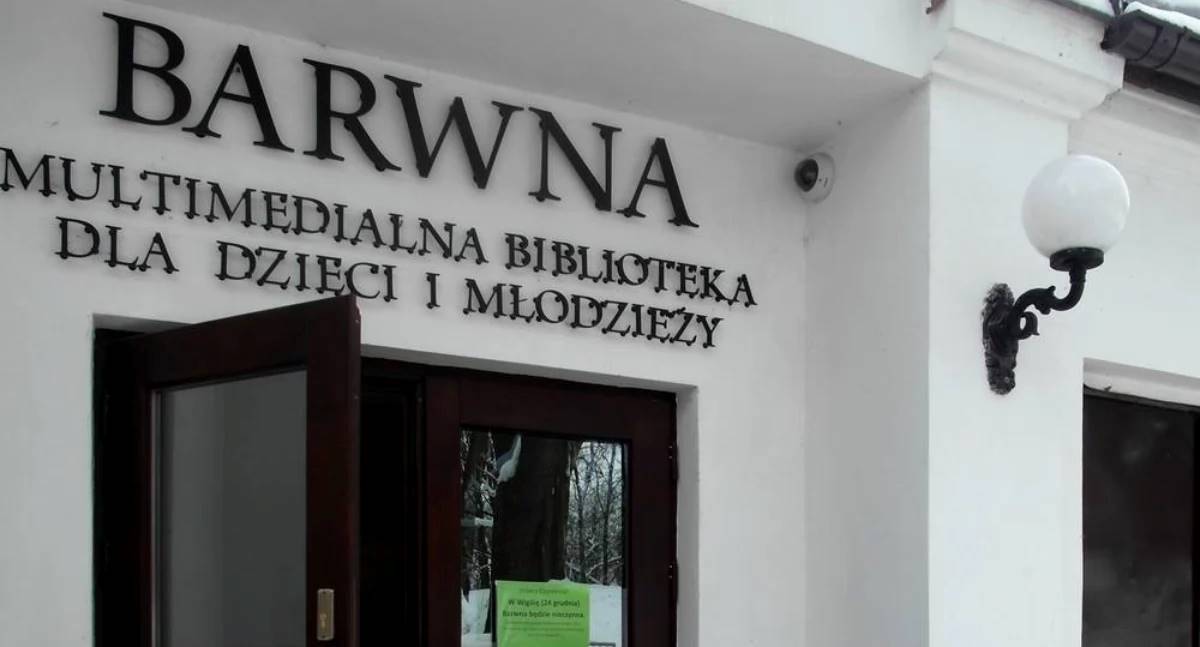 BARWNA
MULTIMEDIALNA BIBLIOTEKA
DLA DZIECI I MŁODZIEŻY
W Wigilię (24 grudnia)
Barwna będzie nieczynna.